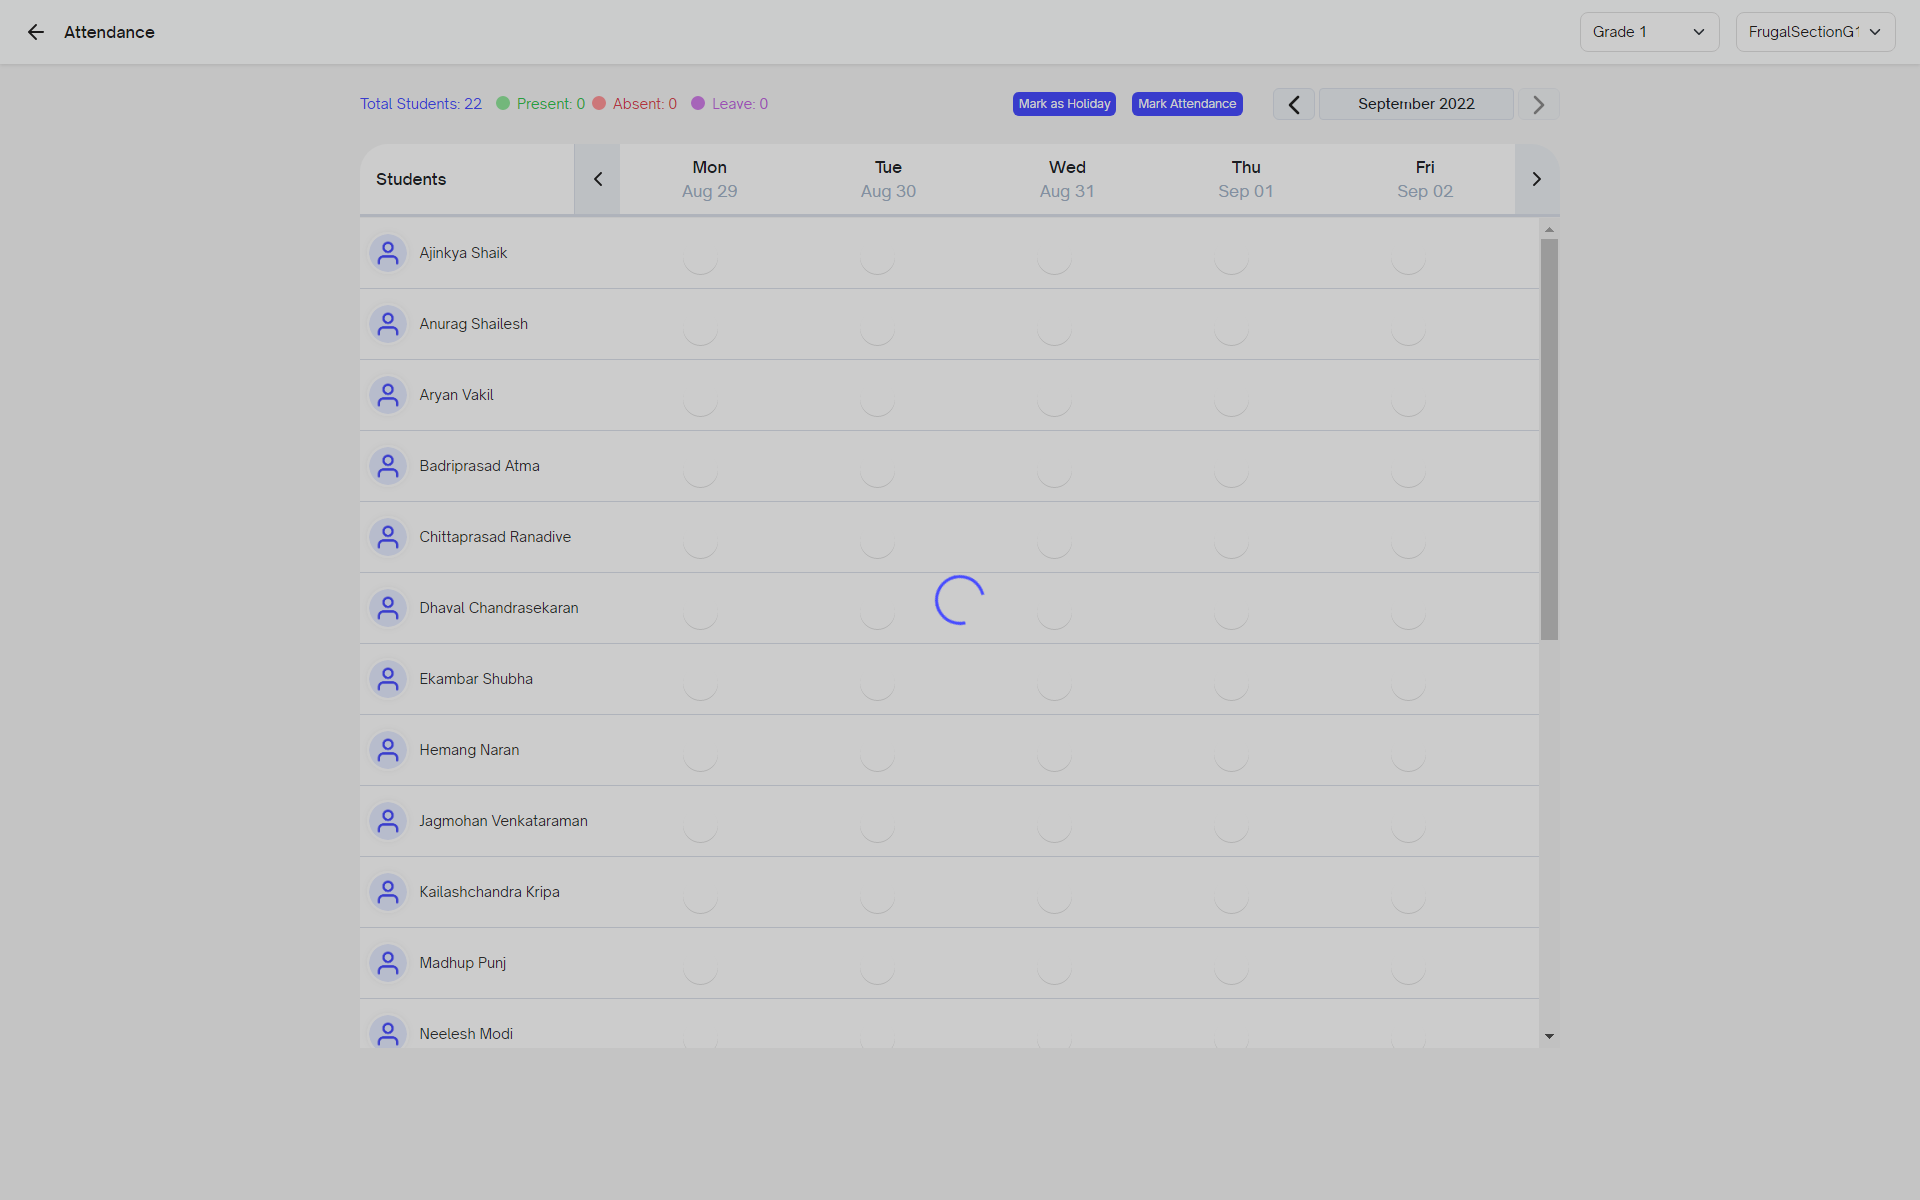 Attendance
Grade 1
FrugalSectionG1
Total Students: 22 Present: 0 Absent: 0 Leave: 0
Mark as Holiday
Mark Attendance
September 2022
Students
Mon
Aug 29
Tue
Aug 30
Wed
Aug 31
Thu
Sep 01
Fri
Sep 02
Ajinkya Shaik
Anurag Shailesh
Aryan Vakil
Badriprasad Atma
Chittaprasad Ranadive
Dhaval Chandrasekaran
Ekambar Shubha
Hemang Naran
Jagmohan Venkataraman
Kailashchandra Kripa
Madhup Punj
Neelesh Modi